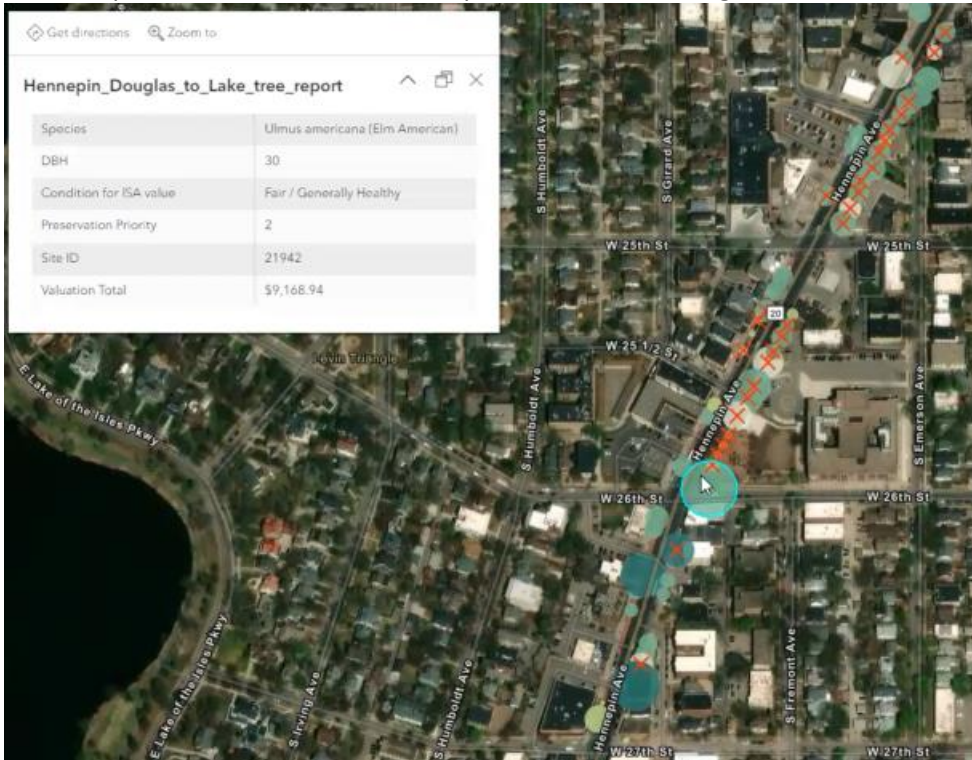 Get directions Zoom to
Hennepin_Douglas_to_Lake_tree_report
Species Ulmus americana (Elm American)
DBH 30
Condition for ISA value Fair / Generally Healthy
Preservation Priority 2
Site ID 21942
Valuation Total $9,168.94
S Humboldt Ave
S Girard Ave
Hennepin Ave
W 25th St
W 25th St
20
Levin Triangle
W 25 1/2 St
E Lake of the Isles Pkwy
S Humboldt Ave
Hennepin Ave
S Emerson Ave
W 26th St
W 26th St
E Lake of the Isles Pkwy
S Irving Ave
S Humboldt Ave
Hennepin Ave
S Fremont Ave
W 27th St
W 27th St